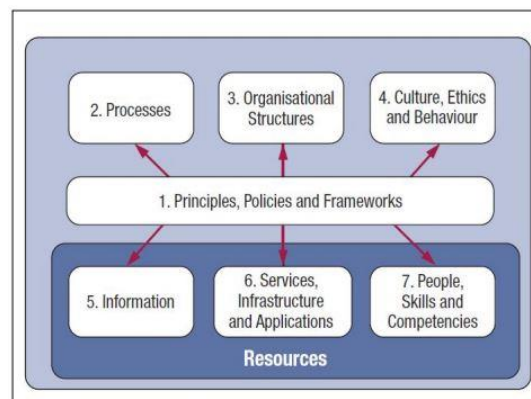 2. Processes
3. Organisational
Structures
4. Culture, Ethics
and Behaviour
1. Principles, Policies and Frameworks
5. Information
6. Services,
Infrastructure
and Applications
7. People,
Skills and
Competencies
Resources